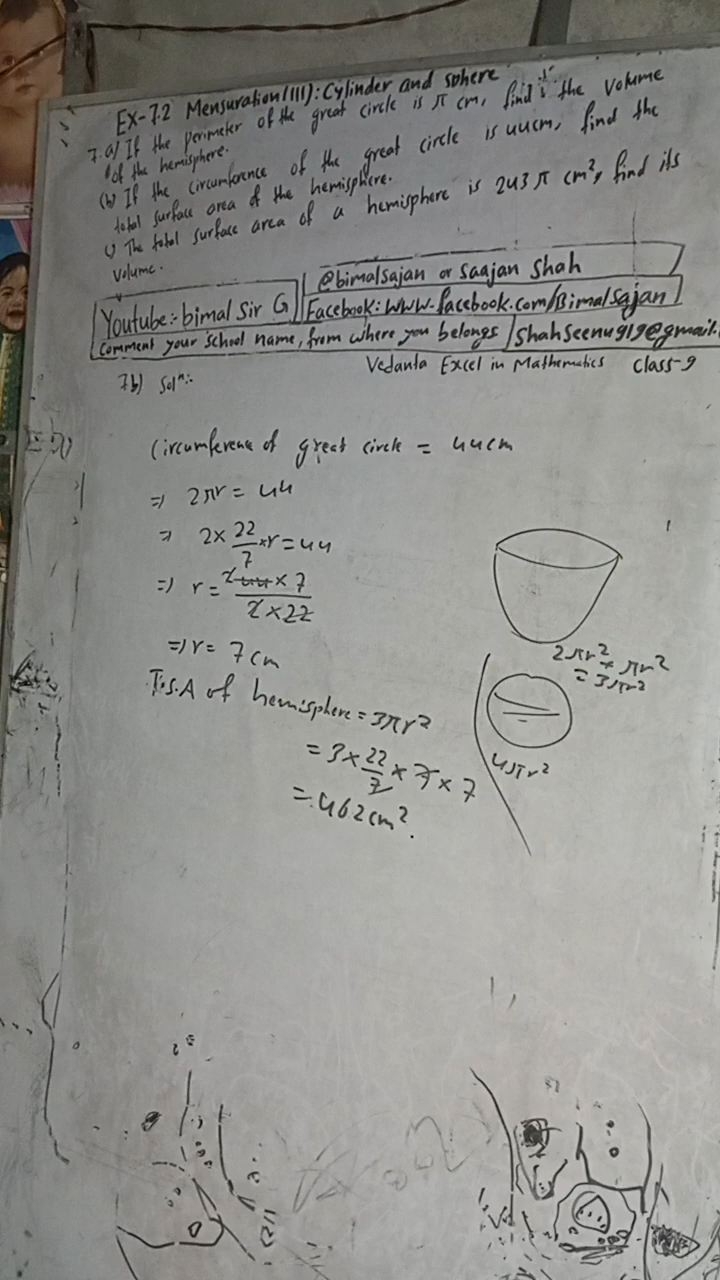 Ex-7.2 Mensuration(III): Cylinder and sphere
7. a) If the perimeter of the great circle is π cm, find the volume
of the hemisphere.
(b) If the circumference of the great circle is 44cm, find the
total surface area of the hemisphere.
c) The total surface area of a hemisphere is 243π cm², find its
volume.
@bimalsajan or Saajan Shah
Youtube:- bimal Sir G
Facebook: www.facebook.com/Bimalsajan
Comment your school name, from where you belongs
Shahseenu919@gmail.
Vedanta Excel in Mathematics Class-9
7b) Solⁿ:-
Circumference of great circle = 44cm
⇒ 2πr = 44
⇒ 2 × 22/7 × r = 44
⇒ r = 2 44 × 7 / 2 × 22
⇒ r = 7cm
T.S.A of hemisphere = 3πr²
= 3 × 22/7 × 7 × 7
= 462cm².
2πr² + πr²
= 3πr²
4πr²